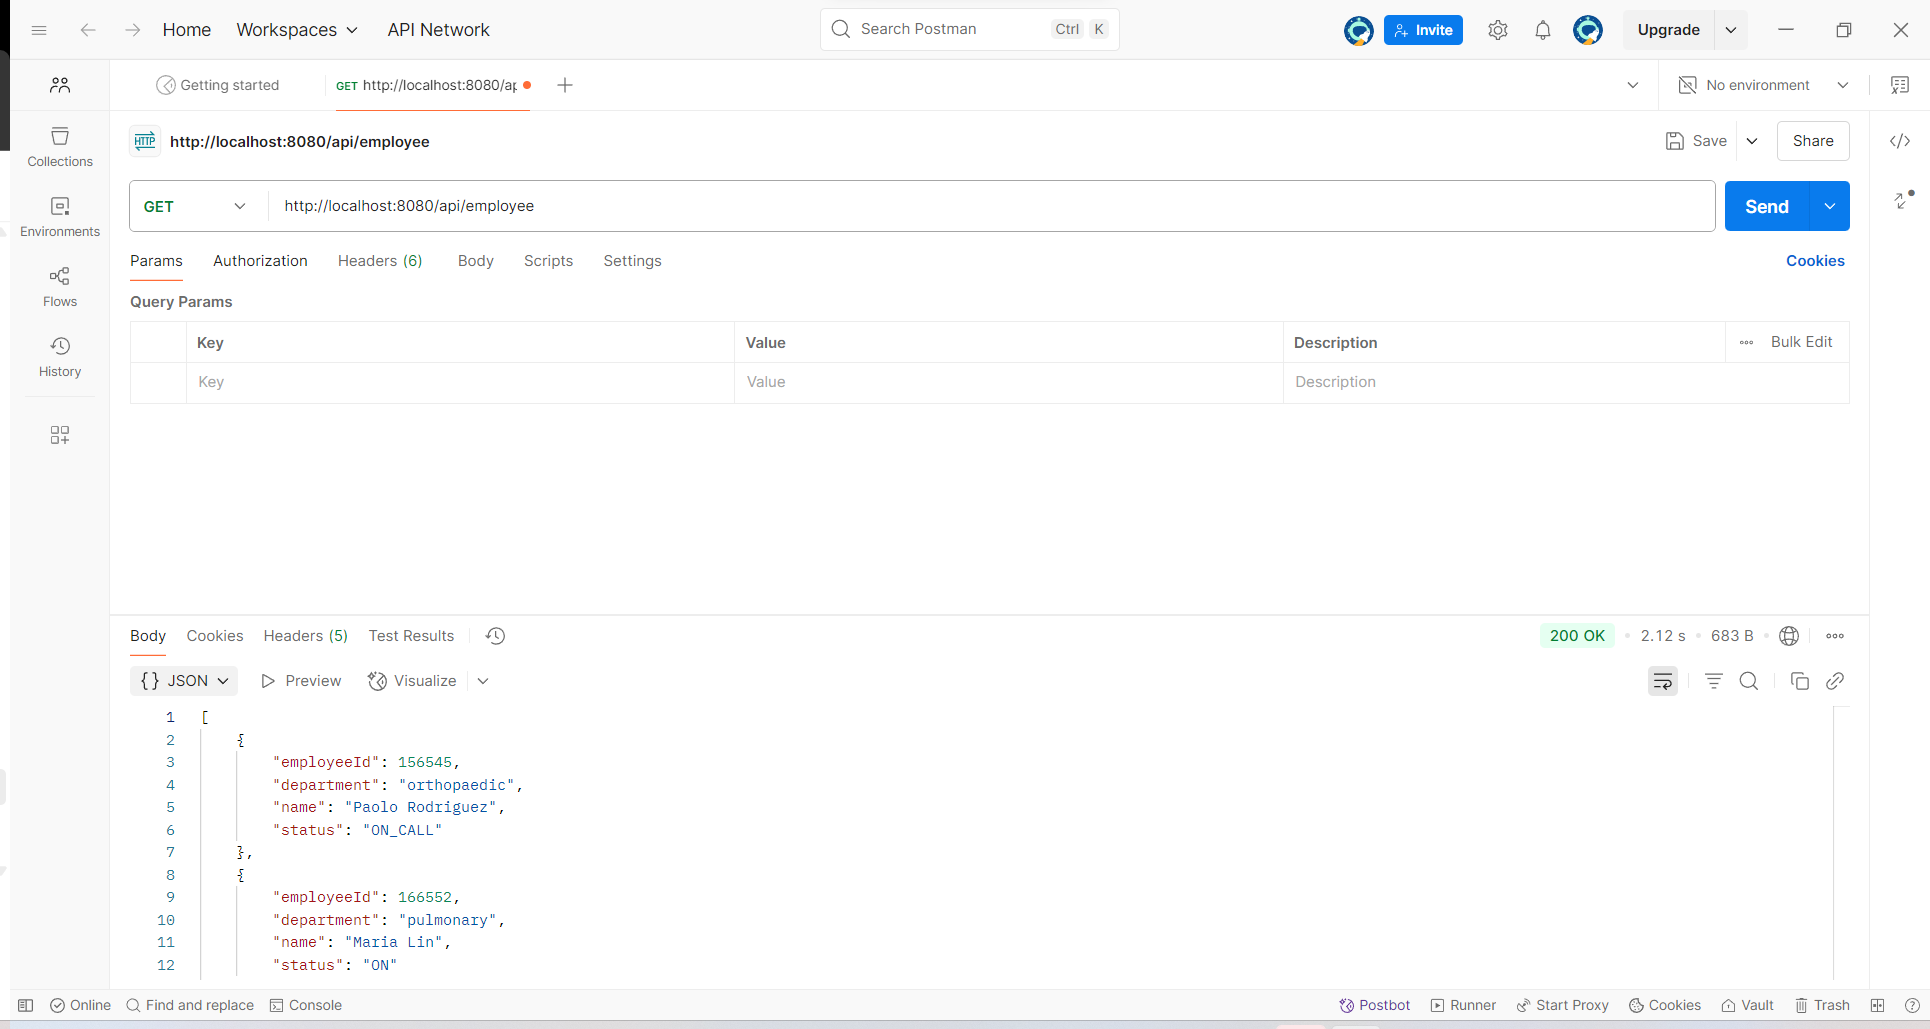 Home Workspaces API Network Search Postman Ctrl K Invite Upgrade
Getting started GET http://localhost:8080/ap No environment
HTTP http://localhost:8080/api/employee Save Share
Collections
Environments
Flows
History
GET http://localhost:8080/api/employee Send
Params Authorization Headers (6) Body Scripts Settings Cookies
Query Params
Key Value Description Bulk Edit
Key Value Description
Body Cookies Headers (5) Test Results 200 OK • 2.12 s • 683 B •
{} JSON Preview Visualize
1 [
2 {
3 "employeeId": 156545,
4 "department": "orthopaedic",
5 "name": "Paolo Rodriguez",
6 "status": "ON_CALL"
7 },
8 {
9 "employeeId": 166552,
10 "department": "pulmonary",
11 "name": "Maria Lin",
12 "status": "ON"
Online Find and replace Console Postbot Runner Start Proxy Cookies Vault Trash